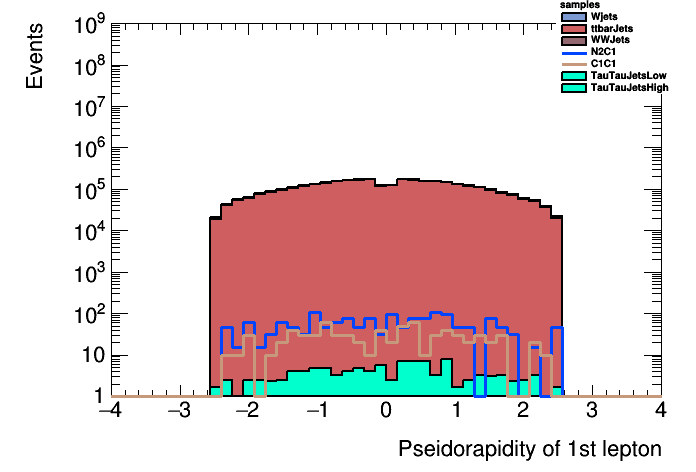 samples
Wjets
ttbarJets
WWJets
N2C1
C1C1
TauTauJetsLow
TauTauJetsHigh
Events
10⁹
10⁸
10⁷
10⁶
10⁵
10⁴
10³
10²
10
1
−4 −3 −2 −1 0 1 2 3 4
Pseidorapidity of 1st lepton